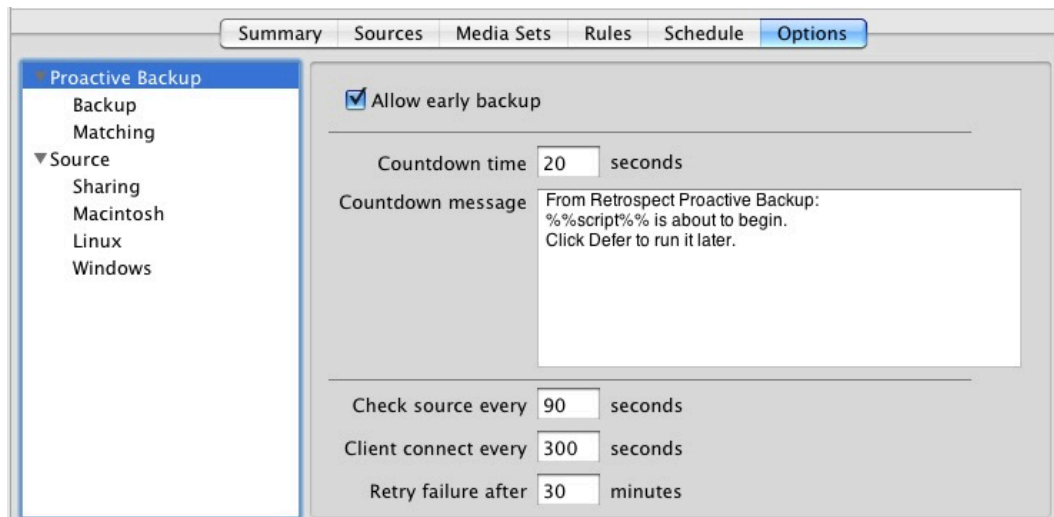 Summary Sources Media Sets Rules Schedule Options
Proactive Backup
Backup
Matching
Source
Sharing
Macintosh
Linux
Windows
Allow early backup
Countdown time 20 seconds
Countdown message
From Retrospect Proactive Backup:
%%script%% is about to begin.
Click Defer to run it later.
Check source every 90 seconds
Client connect every 300 seconds
Retry failure after 30 minutes